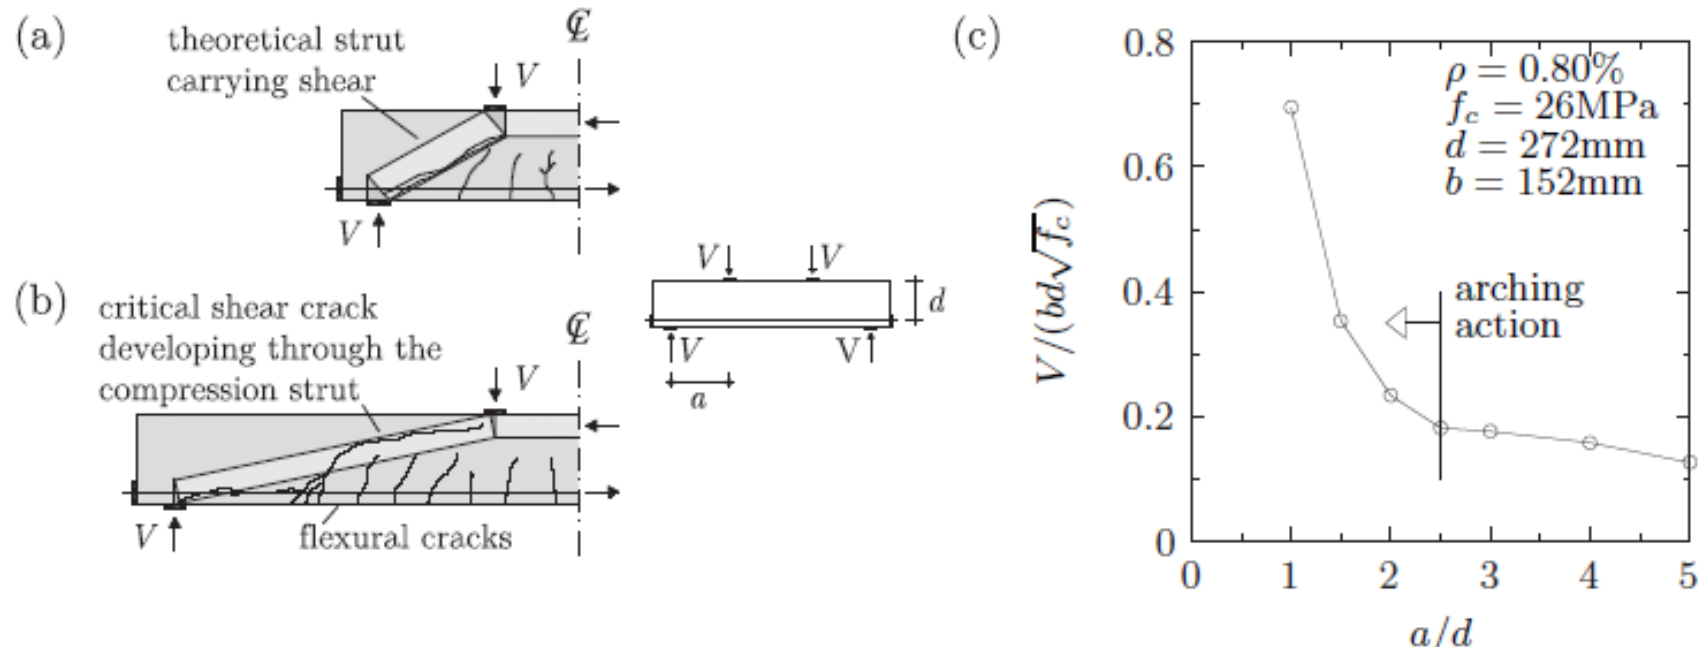 (a)
theoretical strut
carrying shear
V
℄
V
(b)
critical shear crack
developing through the
compression strut
V
℄
V
flexural cracks
V V
d
V V
a
(c)
0.8
0.6
0.4
0.2
0
V/(bd√f_c)
ρ = 0.80%
f_c = 26MPa
d = 272mm
b = 152mm
arching
action
0 1 2 3 4 5
a/d